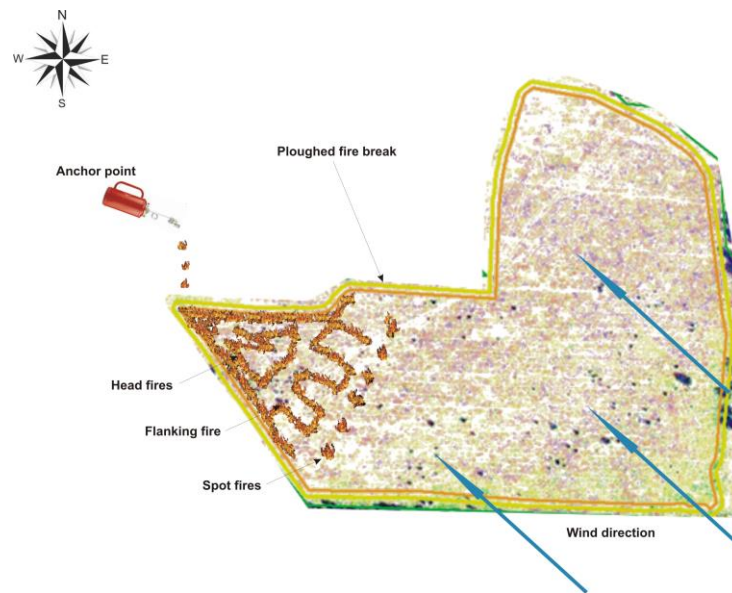 N
W
E
S
Ploughed fire break
Anchor point
Head fires
Flanking fire
Spot fires
Wind direction